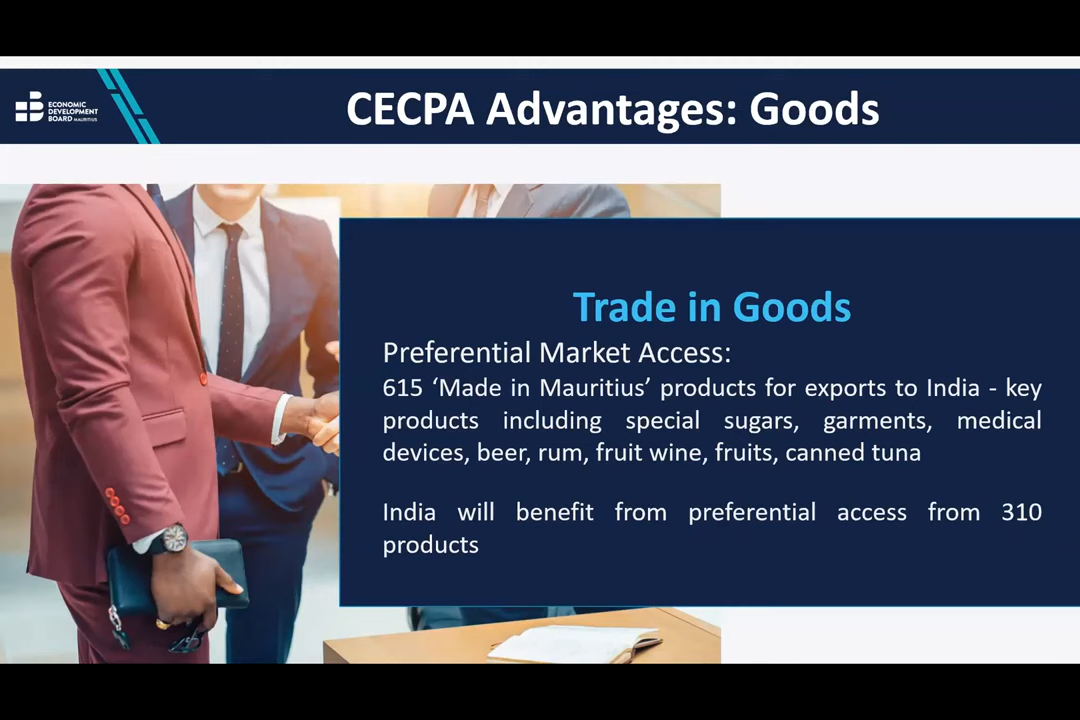 ECONOMIC
DEVELOPMENT
BOARD MAURITIUS
CECPA Advantages: Goods
Trade in Goods
Preferential Market Access:
615 ‘Made in Mauritius’ products for exports to India - key
products including special sugars, garments, medical
devices, beer, rum, fruit wine, fruits, canned tuna
India will benefit from preferential access from 310
products